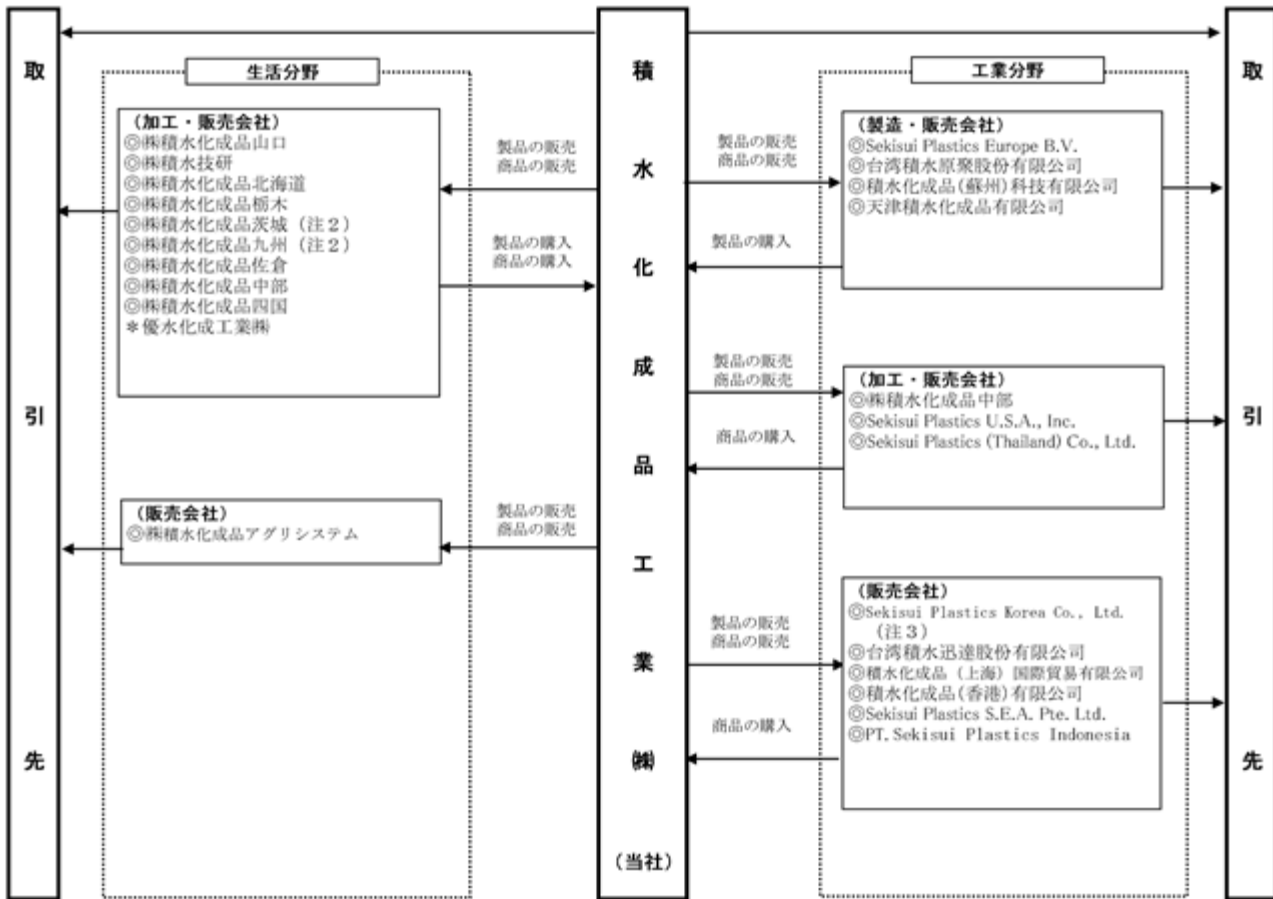 取引先
生活分野
(加工・販売会社)
◎㈱積水化成品山口
◎㈱積水技研
◎㈱積水化成品北海道
◎㈱積水化成品栃木
◎㈱積水化成品茨城(注2)
◎㈱積水化成品九州(注2)
◎㈱積水化成品佐倉
◎㈱積水化成品中部
◎㈱積水化成品四国
*優水化成工業㈱
(販売会社)
◎㈱積水化成品アグリシステム
製品の販売
商品の販売
製品の購入
商品の購入
製品の販売
商品の販売
積水化成品工業㈱
(当社)
製品の販売
商品の販売
製品の購入
製品の販売
商品の販売
商品の購入
製品の販売
商品の販売
商品の購入
工業分野
(製造・販売会社)
◎Sekisui Plastics Europe B.V.
◎台湾積水原聚股份有限公司
◎積水化成品(蘇州)科技有限公司
◎天津積水化成品有限公司
(加工・販売会社)
◎㈱積水化成品中部
◎Sekisui Plastics U.S.A., Inc.
◎Sekisui Plastics (Thailand) Co., Ltd.
(販売会社)
◎Sekisui Plastics Korea Co., Ltd.
(注3)
◎台湾積水迅達股份有限公司
◎積水化成品(上海)国際貿易有限公司
◎積水化成品(香港)有限公司
◎Sekisui Plastics S.E.A. Pte. Ltd.
◎PT. Sekisui Plastics Indonesia
取引先